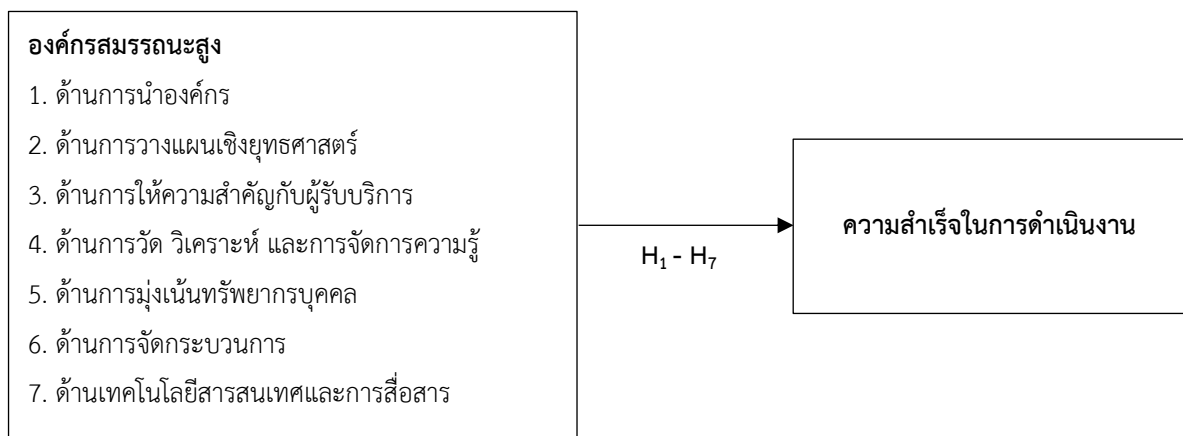 องค์กรสมรรถนะสูง
1. ด้านการนำองค์กร
2. ด้านการวางแผนเชิงยุทธศาสตร์
3. ด้านการให้ความสำคัญกับผู้รับบริการ
4. ด้านการวัด วิเคราะห์ และการจัดการความรู้
5. ด้านการมุ่งเน้นทรัพยากรบุคคล
6. ด้านการจัดกระบวนการ
7. ด้านเทคโนโลยีสารสนเทศและการสื่อสาร
H₁ - H₇
ความสำเร็จในการดำเนินงาน